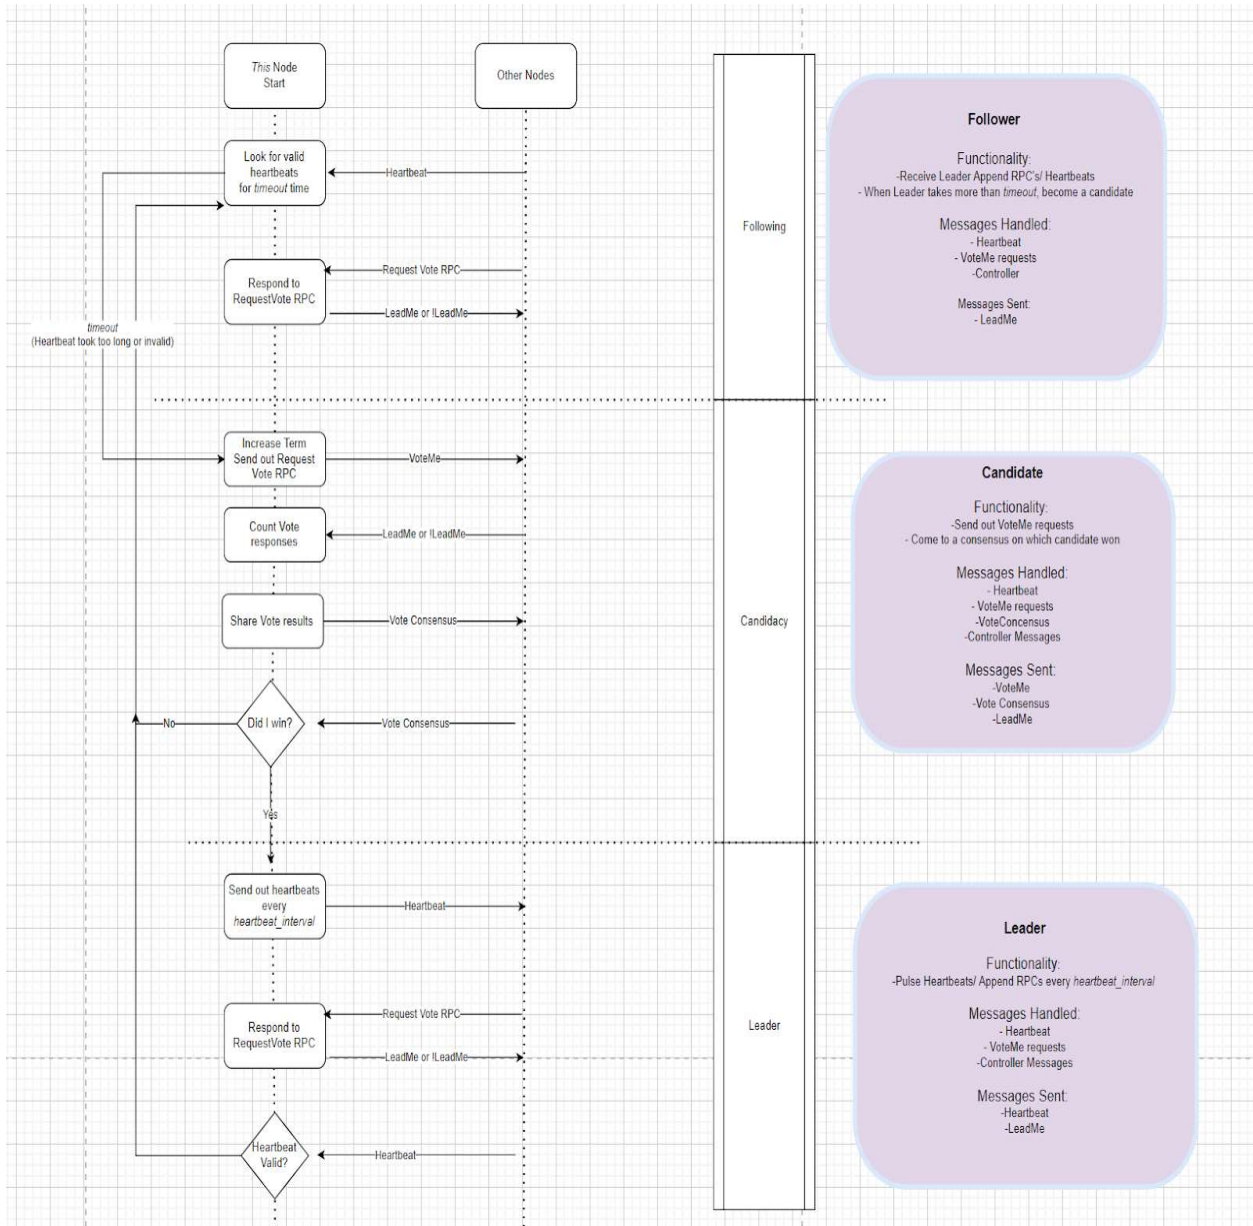 This Node
Start
Other Nodes
Look for valid
heartbeats
for timeout time
Heartbeat
Respond to
RequestVote RPC
Request Vote RPC
LeadMe or !LeadMe
timeout
(Heartbeat took too long or invalid)
Increase Term
Send out Request
Vote RPC
VoteMe
Count Vote
responses
LeadMe or !LeadMe
Share Vote results
Vote Consensus
Did I win?
No
Vote Consensus
Yes
Send out heartbeats
every
heartbeat_interval
Heartbeat
Respond to
RequestVote RPC
Request Vote RPC
LeadMe or !LeadMe
Heartbeat
Valid?
Heartbeat
Following
Candidacy
Leader
Follower
Functionality:
-Receive Leader Append RPC's/ Heartbeats
- When Leader takes more than timeout, become a candidate
Messages Handled:
- Heartbeat
- VoteMe requests
-Controller
Messages Sent:
- LeadMe
Candidate
Functionality:
-Send out VoteMe requests
- Come to a consensus on which candidate won
Messages Handled:
- Heartbeat
- VoteMe requests
-VoteConcensus
-Controller Messages
Messages Sent:
-VoteMe
-Vote Consensus
-LeadMe
Leader
Functionality:
-Pulse Heartbeats/ Append RPCs every heartbeat_interval
Messages Handled:
- Heartbeat
- VoteMe requests
-Controller Messages
Messages Sent:
-Heartbeat
-LeadMe